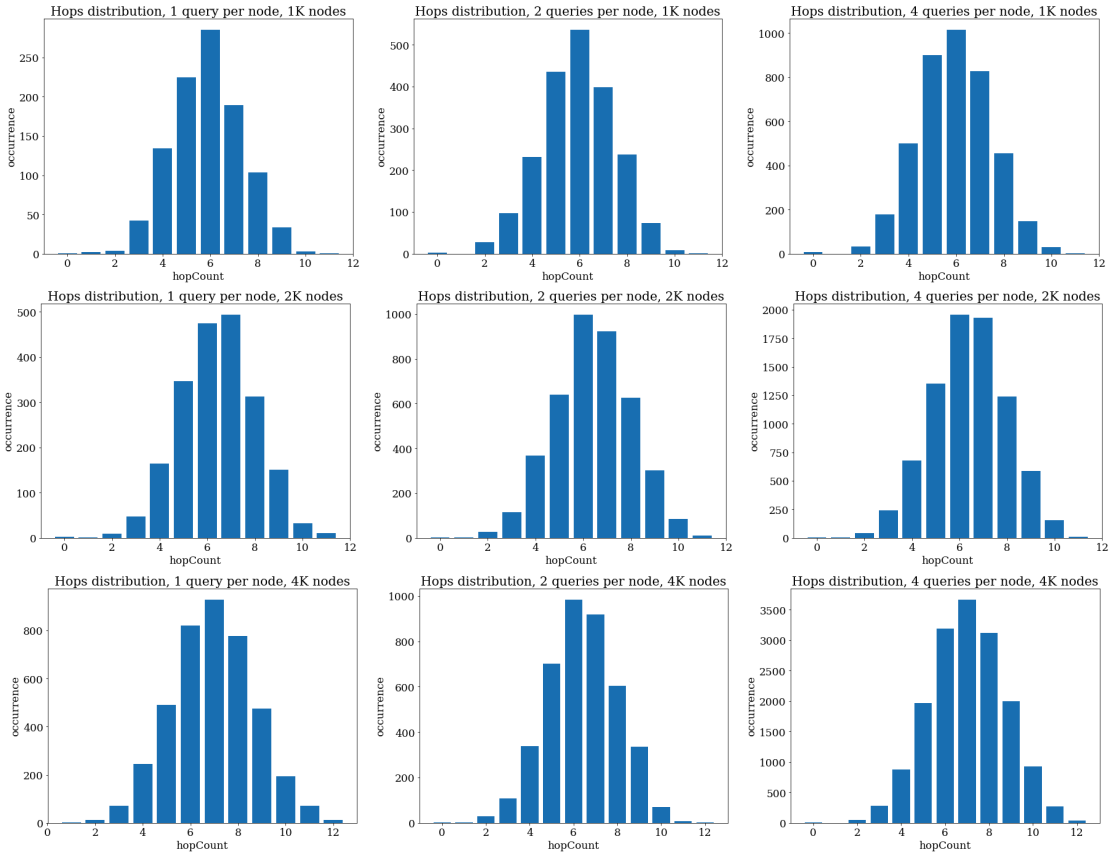 Hops distribution, 1 query per node, 1K nodes
occurrence
250
200
150
100
50
0
0 2 4 6 8 10 12
hopCount
Hops distribution, 2 queries per node, 1K nodes
occurrence
500
400
300
200
100
0
0 2 4 6 8 10 12
hopCount
Hops distribution, 4 queries per node, 1K nodes
occurrence
1000
800
600
400
200
0
0 2 4 6 8 10 12
hopCount
Hops distribution, 1 query per node, 2K nodes
occurrence
500
400
300
200
100
0
0 2 4 6 8 10 12
hopCount
Hops distribution, 2 queries per node, 2K nodes
occurrence
1000
800
600
400
200
0
0 2 4 6 8 10 12
hopCount
Hops distribution, 4 queries per node, 2K nodes
occurrence
2000
1750
1500
1250
1000
750
500
250
0
0 2 4 6 8 10 12
hopCount
Hops distribution, 1 query per node, 4K nodes
occurrence
800
600
400
200
0
0 2 4 6 8 10 12
hopCount
Hops distribution, 2 queries per node, 4K nodes
occurrence
1000
800
600
400
200
0
0 2 4 6 8 10 12
hopCount
Hops distribution, 4 queries per node, 4K nodes
occurrence
3500
3000
2500
2000
1500
1000
500
0
0 2 4 6 8 10 12
hopCount